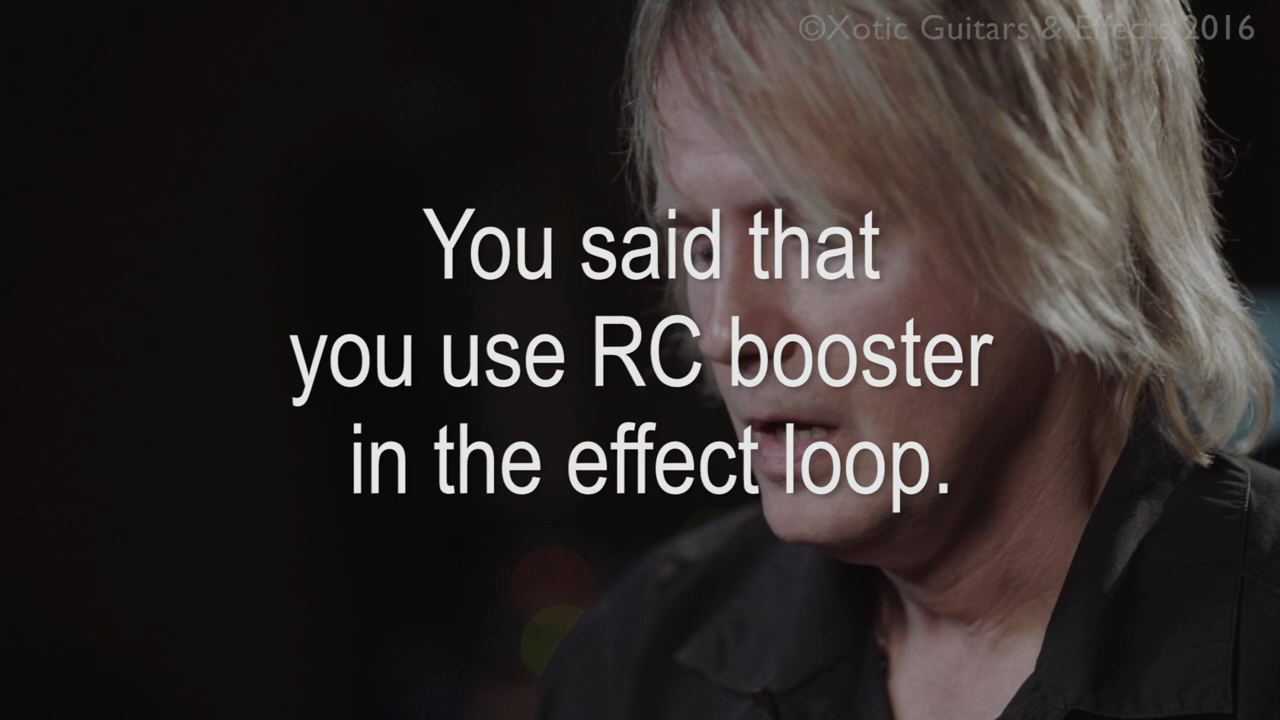 ©Xotic Guitars & Effects 2016
You said that
you use RC booster
in the effect loop.